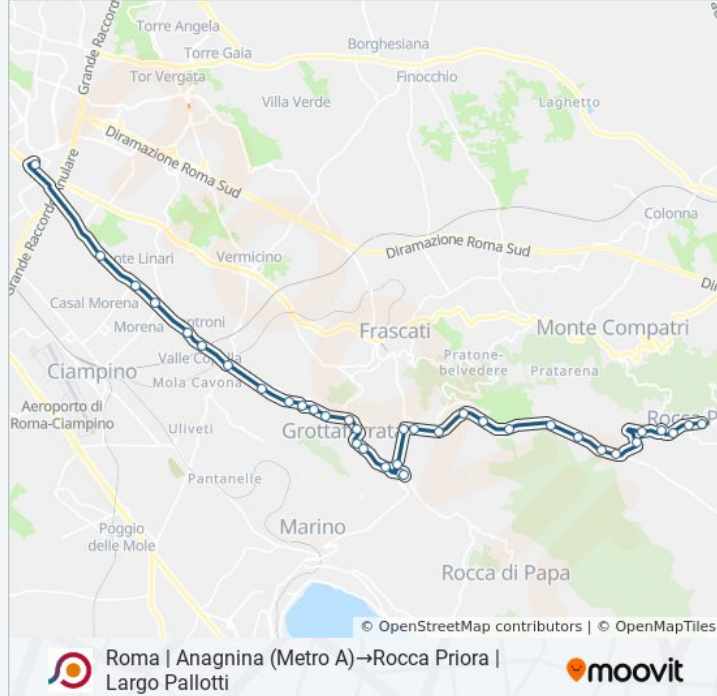 Torre Angela
Torre Gaia
Borghesiana
Finocchio
Tor Vergata
Villa Verde
Laghetto
Grande Raccordo
Diramazione Roma Sud
Grande Raccordo Anulare
Colonna
Diramazione Roma Sud
Vermicino
Casal Morena
Morena
Frascati
Monte Compatri
Valle
Mola Cavona
Ciampino
Pratone-
belvedere
Pratarena
Aeroporto di
Roma-Ciampino
Uliveti
Rocca P
Pantanelle
Marino
Poggio
delle Mole
Rocca di Papa
© OpenStreetMap contributors | © OpenMapTiles
Roma | Anagnina (Metro A)→Rocca Priora |
Largo Pallotti
moovit